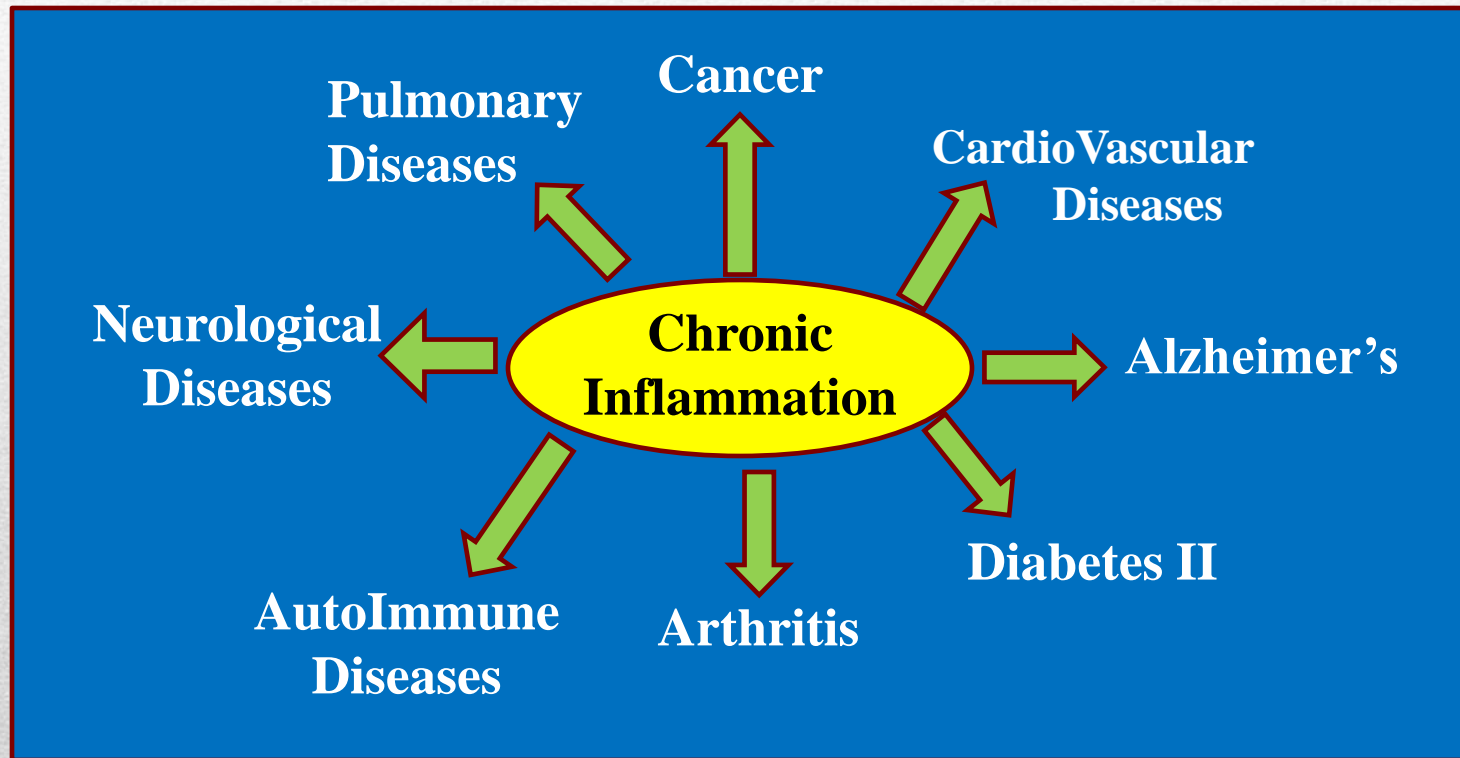 Cancer
Pulmonary
Diseases
CardioVascular
Diseases
Neurological
Diseases
Chronic
Inflammation
Alzheimer’s
Diabetes II
AutoImmune
Diseases
Arthritis